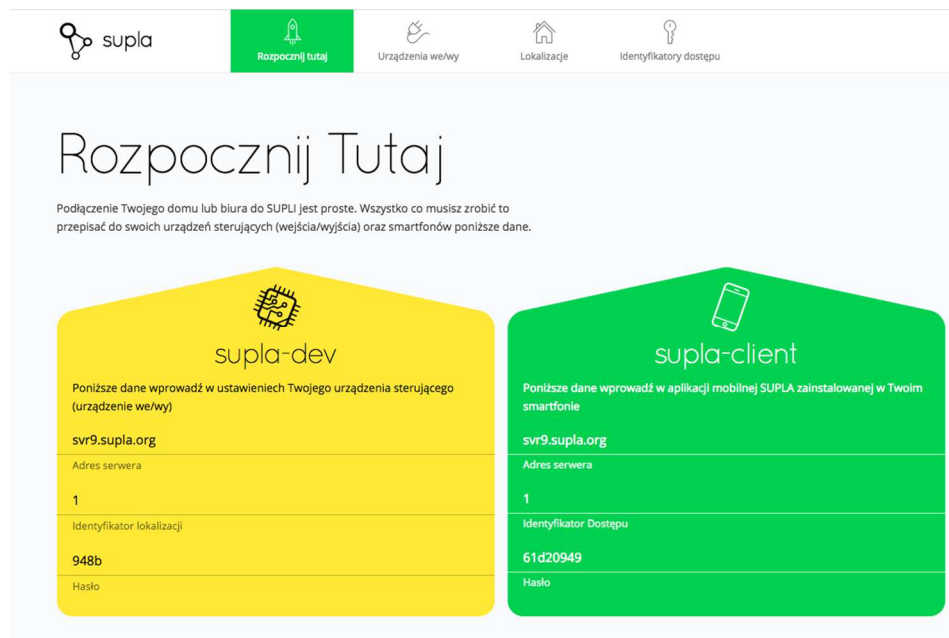 supla
Rozpocznij tutaj
Urządzenia we/wy
Lokalizacje
Identyfikatory dostępu
Rozpocznij Tutaj
Podłączenie Twojego domu lub biura do SUPLI jest proste. Wszystko co musisz zrobić to
przepisać do swoich urządzeń sterujących (wejścia/wyjścia) oraz smartfonów poniższe dane.
supla-dev
Poniższe dane wprowadź w ustawieniech Twojego urządzenia sterującego
(urządzenie we/wy)
svr9.supla.org
Adres serwera
1
Identyfikator lokalizacji
948b
Hasło
supla-client
Poniższe dane wprowadź w aplikacji mobilnej SUPLA zainstalowanej w Twoim
smartfonie
svr9.supla.org
Adres serwera
1
Identyfikator Dostępu
61d20949
Hasło